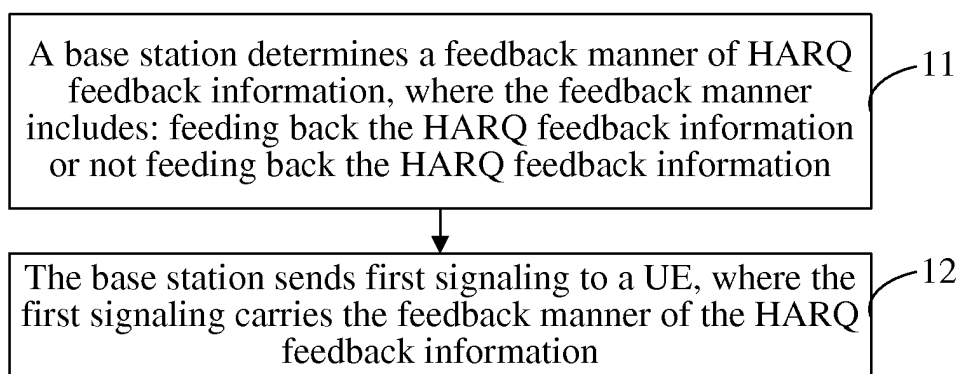 A base station determines a feedback manner of HARQ
feedback information, where the feedback manner
includes: feeding back the HARQ feedback information
or not feeding back the HARQ feedback information
11
The base station sends first signaling to a UE, where the
first signaling carries the feedback manner of the HARQ
feedback information
12